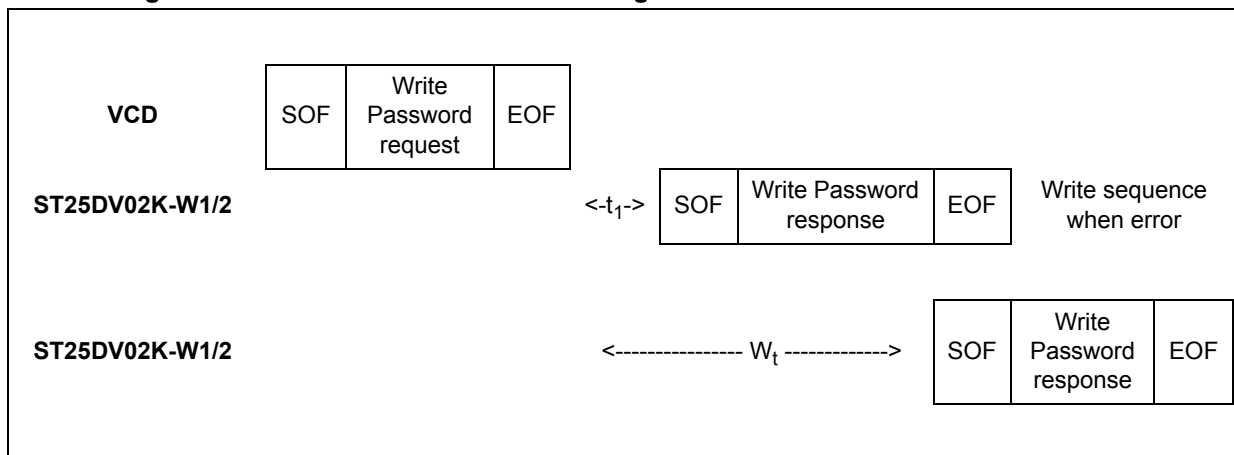 VCD
SOF
Write
Password
request
EOF
ST25DV02K-W1/2
<-t1->
SOF
Write Password
response
EOF
Write sequence
when error
ST25DV02K-W1/2
<---------------- Wt ------------->
SOF
Write
Password
response
EOF